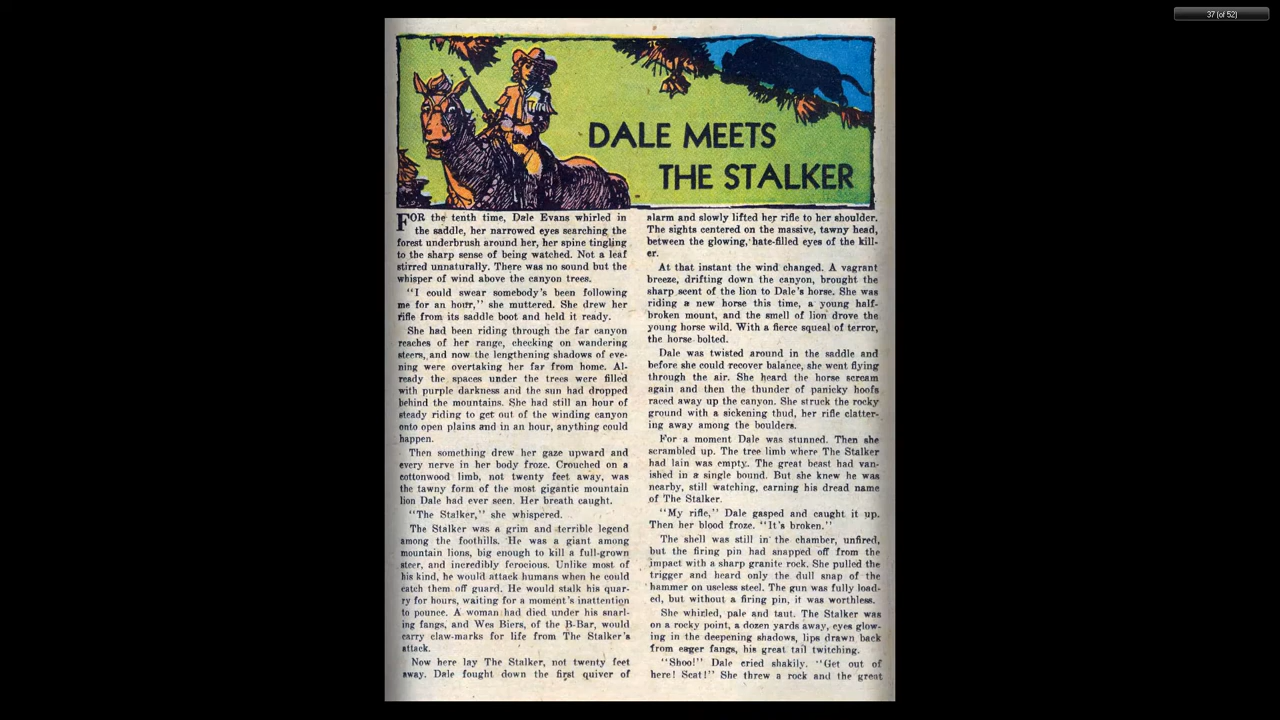 37 (of 52)
DALE MEETS
THE STALKER
FOR the tenth time, Dale Evans whirled in
the saddle, her narrowed eyes searching the
forest underbrush around her, her spine tingling
to the sharp sense of being watched. Not a leaf
stirred unnaturally. There was no sound but the
whisper of wind above the canyon trees.
"I could swear somebody's been following
me for an hour," she muttered. She drew her
rifle from its saddle boot and held it ready.
She had been riding through the far canyon
reaches of her range, checking on wandering
steers, and now the lengthening shadows of eve-
ning were overtaking her far from home. Al-
ready the spaces under the trees were filled
with purple darkness and the sun had dropped
behind the mountains. She had still an hour of
steady riding to get out of the winding canyon
onto open plains and in an hour, anything could
happen.
Then something drew her gaze upward and
every nerve in her body froze. Crouched on a
cottonwood limb, not twenty feet away, was
the tawny form of the most gigantic mountain
lion Dale had ever seen. Her breath caught.
"The Stalker," she whispered.
The Stalker was a grim and terrible legend
among the foothills. He was a giant among
mountain lions, big enough to kill a full-grown
steer, and incredibly ferocious. Unlike most of
his kind, he would attack humans when he could
catch them off guard. He would stalk his quar-
ry for hours, waiting for a moment's inattention
to pounce. A woman had died under his snarl-
ing fangs, and Wes Biers, of the B-Bar, would
carry claw-marks for life from The Stalker's
attack.
Now here lay The Stalker, not twenty feet
away. Dale fought down the first quiver of
alarm and slowly lifted her rifle to her shoulder.
The sights centered on the massive, tawny head,
between the glowing, hate-filled eyes of the kill-
er.
At that instant the wind changed. A vagrant
breeze, drifting down the canyon, brought the
sharp scent of the lion to Dale's horse. She was
riding a new horse this time, a young half-
broken mount, and the smell of lion drove the
young horse wild. With a fierce squeal of terror,
the horse bolted.
Dale was twisted around in the saddle and
before she could recover balance, she went flying
through the air. She heard the horse scream
again and then the thunder of panicky hoofs
raced away up the canyon. She struck the rocky
ground with a sickening thud, her rifle clatter-
ing away among the boulders.
For a moment Dale was stunned. Then she
scrambled up. The tree limb where The Stalker
had lain was empty. The great beast had van-
ished in a single bound. But she knew he was
nearby, still watching, earning his dread name
of The Stalker.
"My rifle," Dale gasped and caught it up.
Then her blood froze. "It's broken."
The shell was still in the chamber, unfired,
but the firing pin had snapped off from the
impact with a sharp granite rock. She pulled the
trigger and heard only the dull snap of the
hammer on useless steel. The gun was fully load-
ed, but without a firing pin, it was worthless.
She whirled, pale and taut. The Stalker was
on a rocky point, a dozen yards away, eyes glow-
ing in the deepening shadows, lips drawn back
from eager fangs, his great tail twitching.
"Shoo!" Dale cried shakily. "Get out of
here! Scat!" She threw a rock and the great